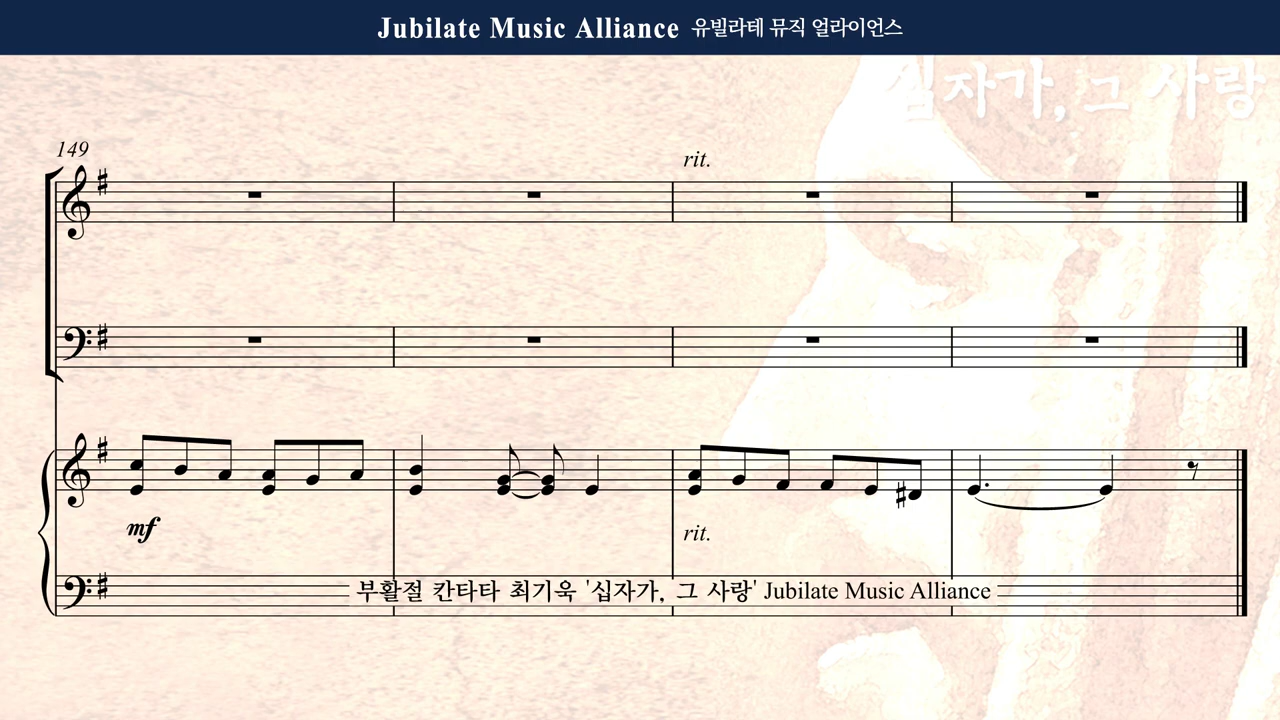 Jubilate Music Alliance 유빌라테 뮤직 얼라이언스
십자가, 그 사랑
149
rit.
mf
rit.
부활절 칸타타 최기욱 '십자가, 그 사랑' Jubilate Music Alliance